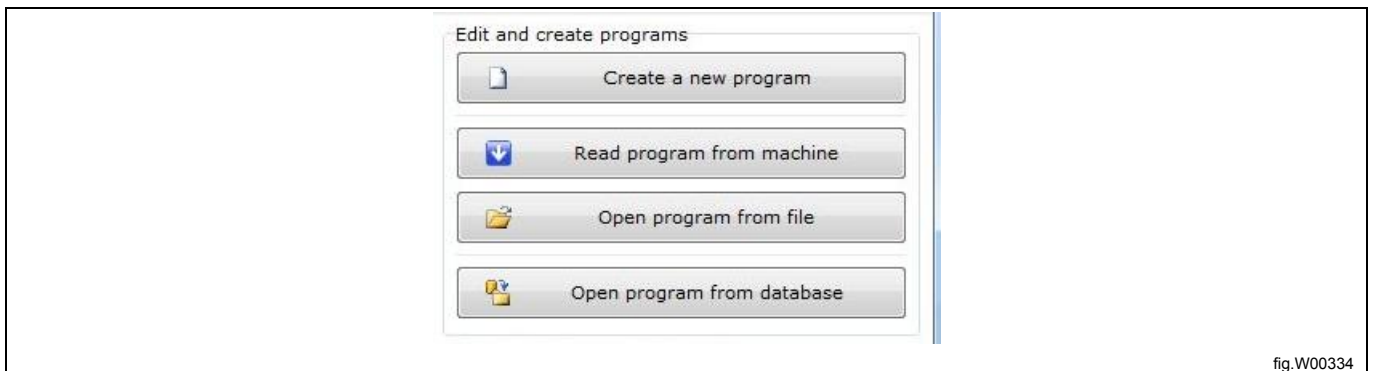 Edit and create programs
Create a new program
Read program from machine
Open program from file
Open program from database
fig.W00334